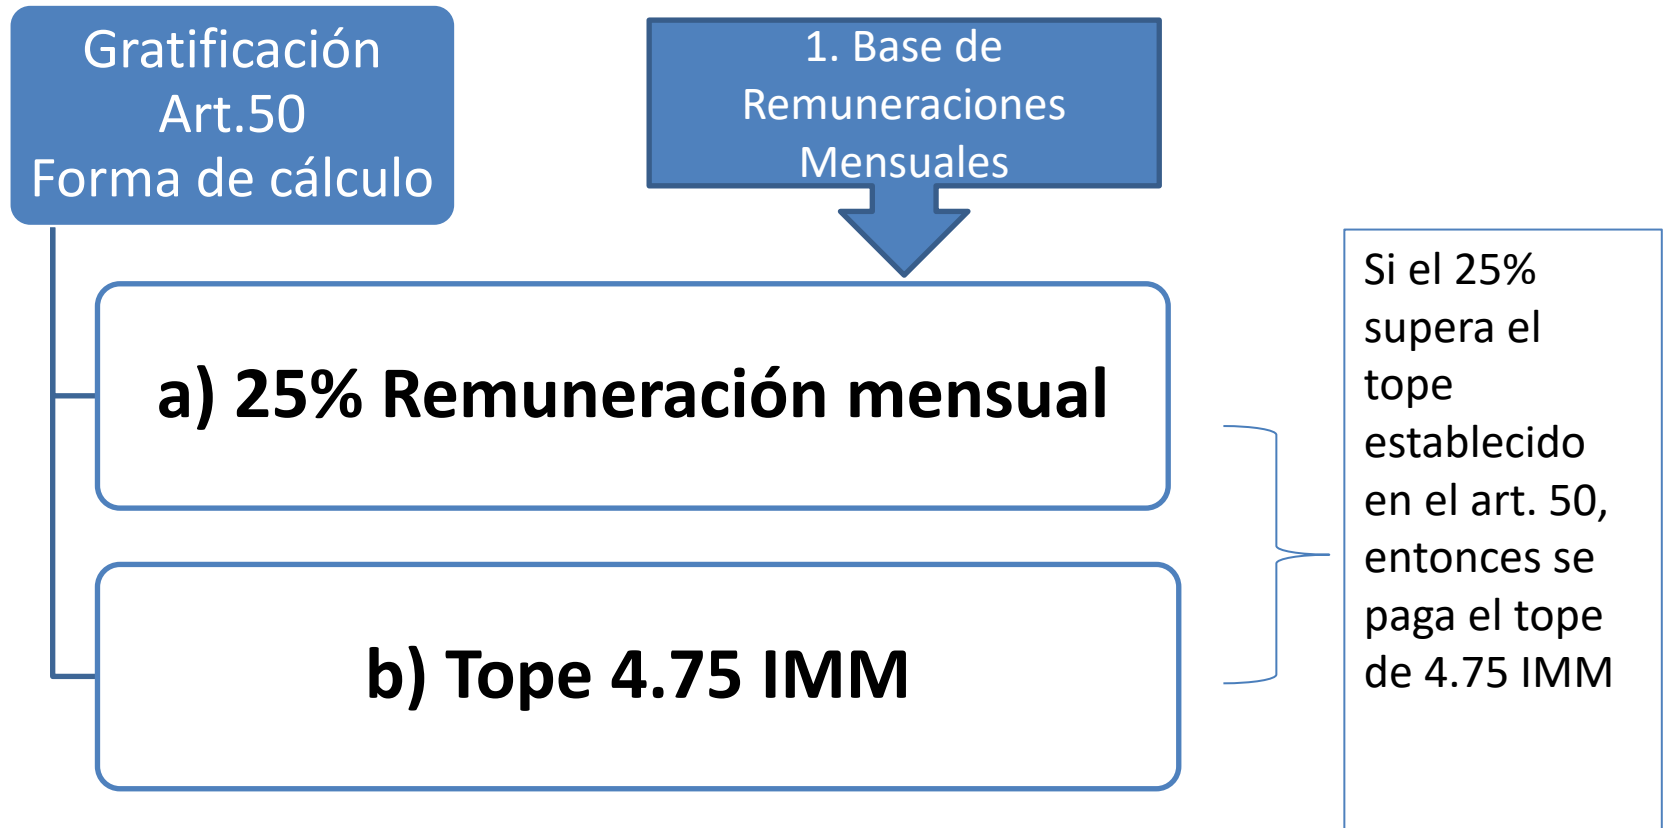 Gratificación
Art.50
Forma de cálculo
1. Base de
Remuneraciones
Mensuales
a) 25% Remuneración mensual
b) Tope 4.75 IMM
Si el 25%
supera el
tope
establecido
en el art. 50,
entonces se
paga el tope
de 4.75 IMM